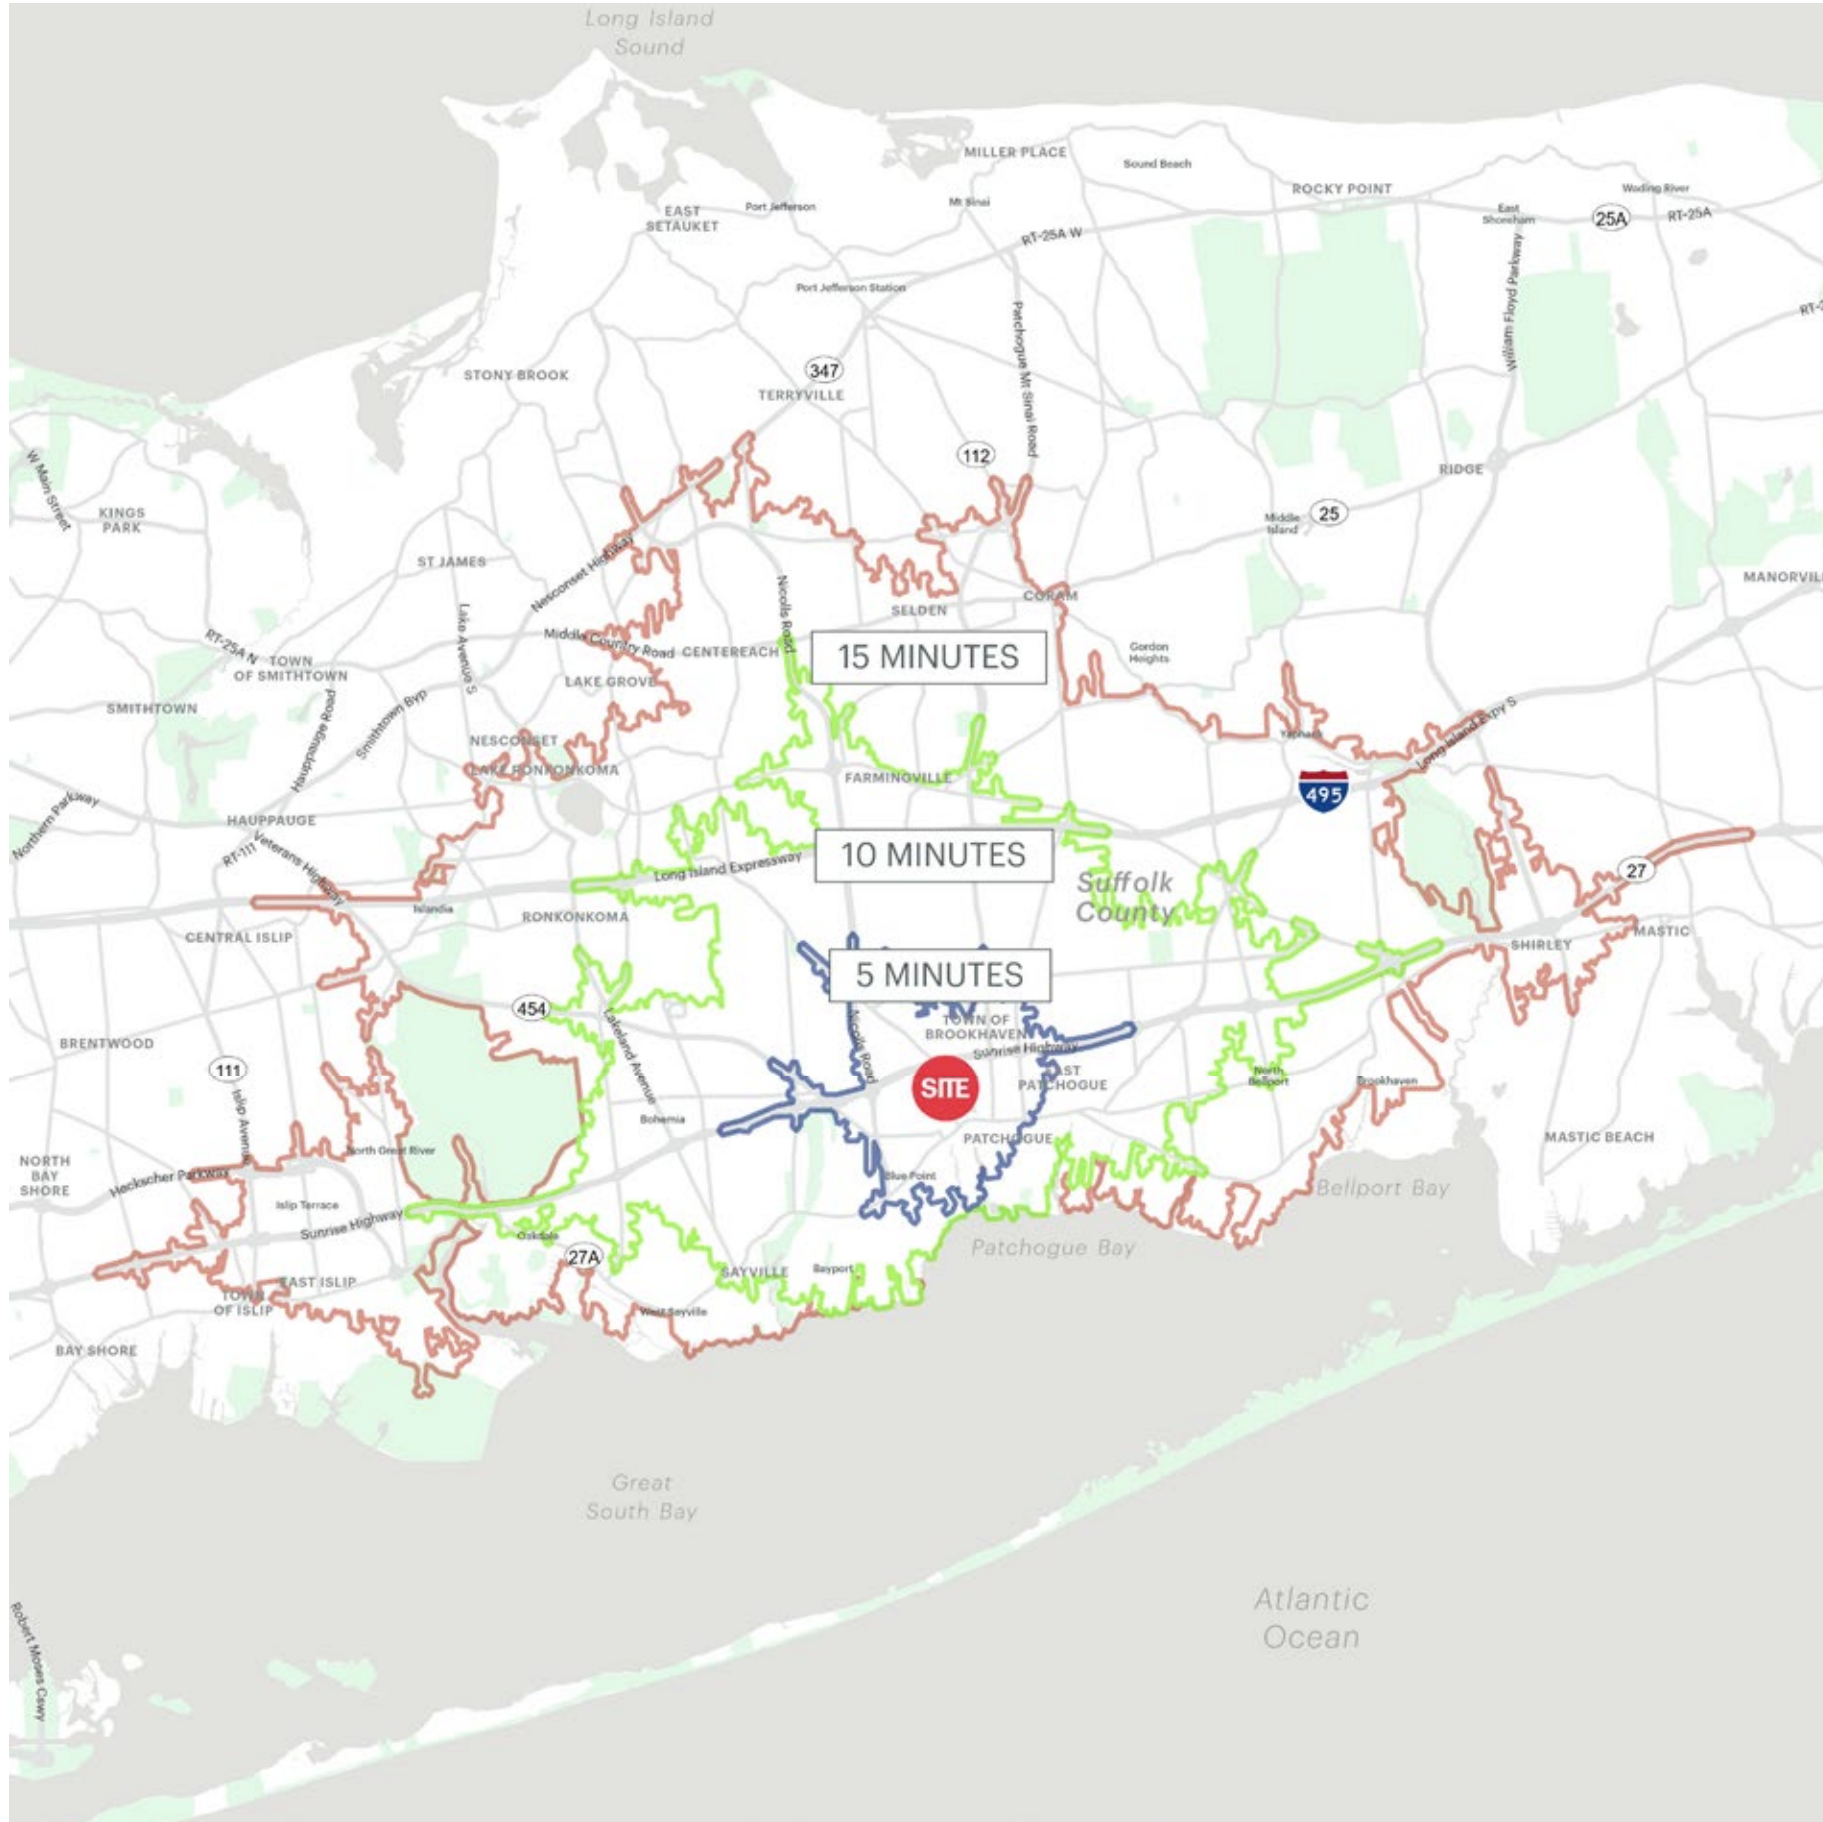 Long Island
Sound
MILLER PLACE
Sound Beach
ROCKY POINT
Wading River
Mt Sinai
Port Jefferson
EAST
SETAUKET
East
Shoreham
25A
RT-25A
RT-25A W
Port Jefferson Station
Patchogue Mt Sinai Road
William Floyd Parkway
347
TERRYVILLE
STONY BROOK
112
RIDGE
W Main Street
KINGS
PARK
Middle
Island
25
ST JAMES
Nesconset Highway
MANORVIL
Nicolls Road
SELDEN
CORAM
Lake Avenue S
Middle Country Road
CENTEREACH
15 MINUTES
Gordon
Heights
RT-25A N
TOWN
OF SMITHTOWN
LAKE GROVE
SMITHTOWN
Hauppauge Road
Smithtown Byp
NESCONSET
LAKE RONKONKOMA
FARMINGVILLE
Yaphank
Long Island Expy S
495
Northern Parkway
HAUPPAUGE
RT-111
Veterans Highway
10 MINUTES
Long Island Expressway
Suffolk
County
27
Islandia
RONKONKOMA
CENTRAL ISLIP
SHIRLEY
MASTIC
5 MINUTES
454
Lakeland Avenue
Nicolls Road
TOWN OF
BROOKHAVEN
Sunrise Highway
BRENTWOOD
111
Islip Avenue
SITE
AST
PATCHOGUE
North
Bellport
Brookhaven
Bohemia
PATCHOGUE
MASTIC BEACH
North Great River
NORTH
BAY
SHORE
Heckscher Parkway
Blue Point
Bellport Bay
Islip Terrace
Sunrise Highway
Oakdale
27A
Patchogue Bay
SAYVILLE
Bayport
EAST ISLIP
TOWN
OF ISLIP
West Sayville
BAY SHORE
Great
South Bay
Atlantic
Ocean
Robert Moses Cswy